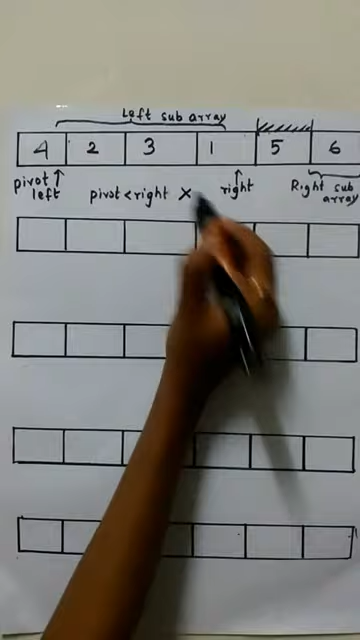 Left sub array
4 2 3 1 5 6
pivot left pivot < right × right Right sub array